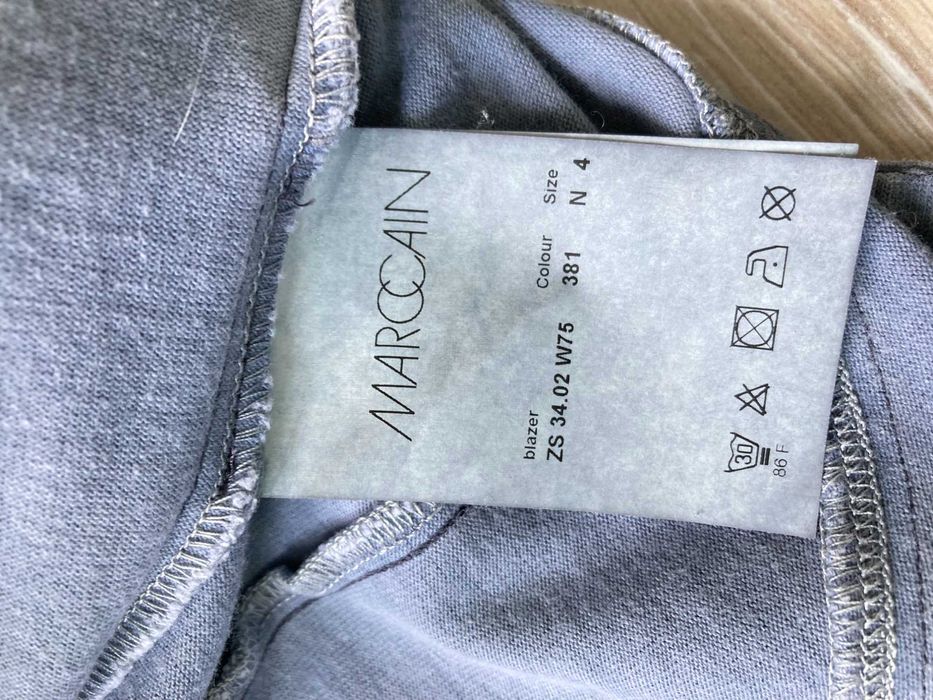 MARCCAIN
blazer Colour Size
ZS 34.02 W75 381 N 4
30
86 F